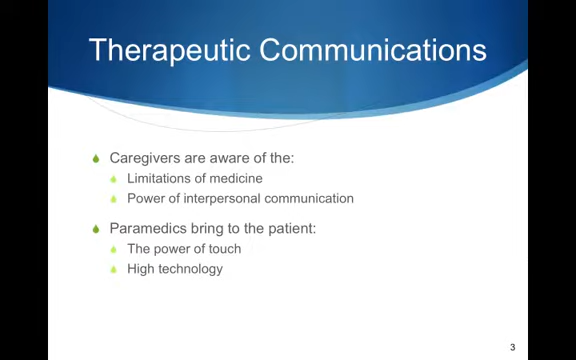 Therapeutic Communications
Caregivers are aware of the:
Limitations of medicine
Power of interpersonal communication
Paramedics bring to the patient:
The power of touch
High technology
3